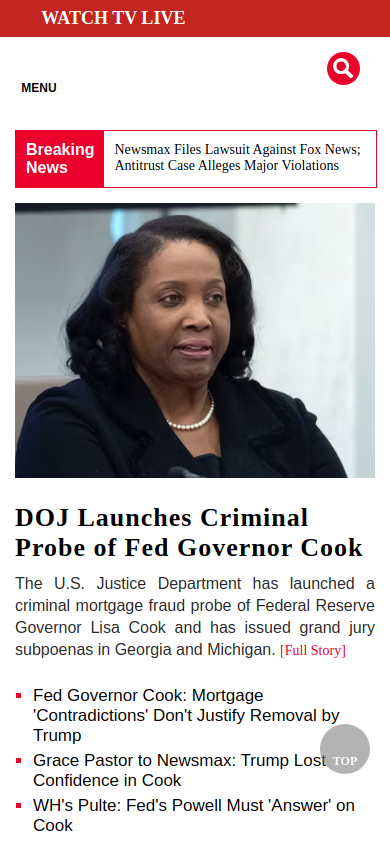 WATCH TV LIVE
MENU
Breaking
News
Newsmax Files Lawsuit Against Fox News;
Antitrust Case Alleges Major Violations
DOJ Launches Criminal
Probe of Fed Governor Cook
The U.S. Justice Department has launched a
criminal mortgage fraud probe of Federal Reserve
Governor Lisa Cook and has issued grand jury
subpoenas in Georgia and Michigan. [Full Story]
Fed Governor Cook: Mortgage
'Contradictions' Don't Justify Removal by
Trump
Grace Pastor to Newsmax: Trump Lost
Confidence in Cook
TOP
WH's Pulte: Fed's Powell Must 'Answer' on
Cook